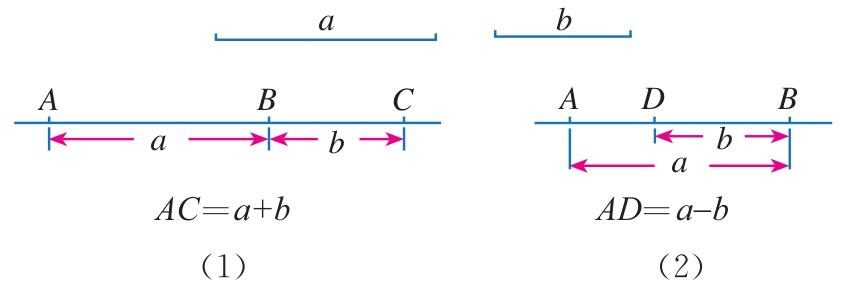 a b
A B C A D B
a b b
a
AC=a+b AD=a–b
（1） （2）